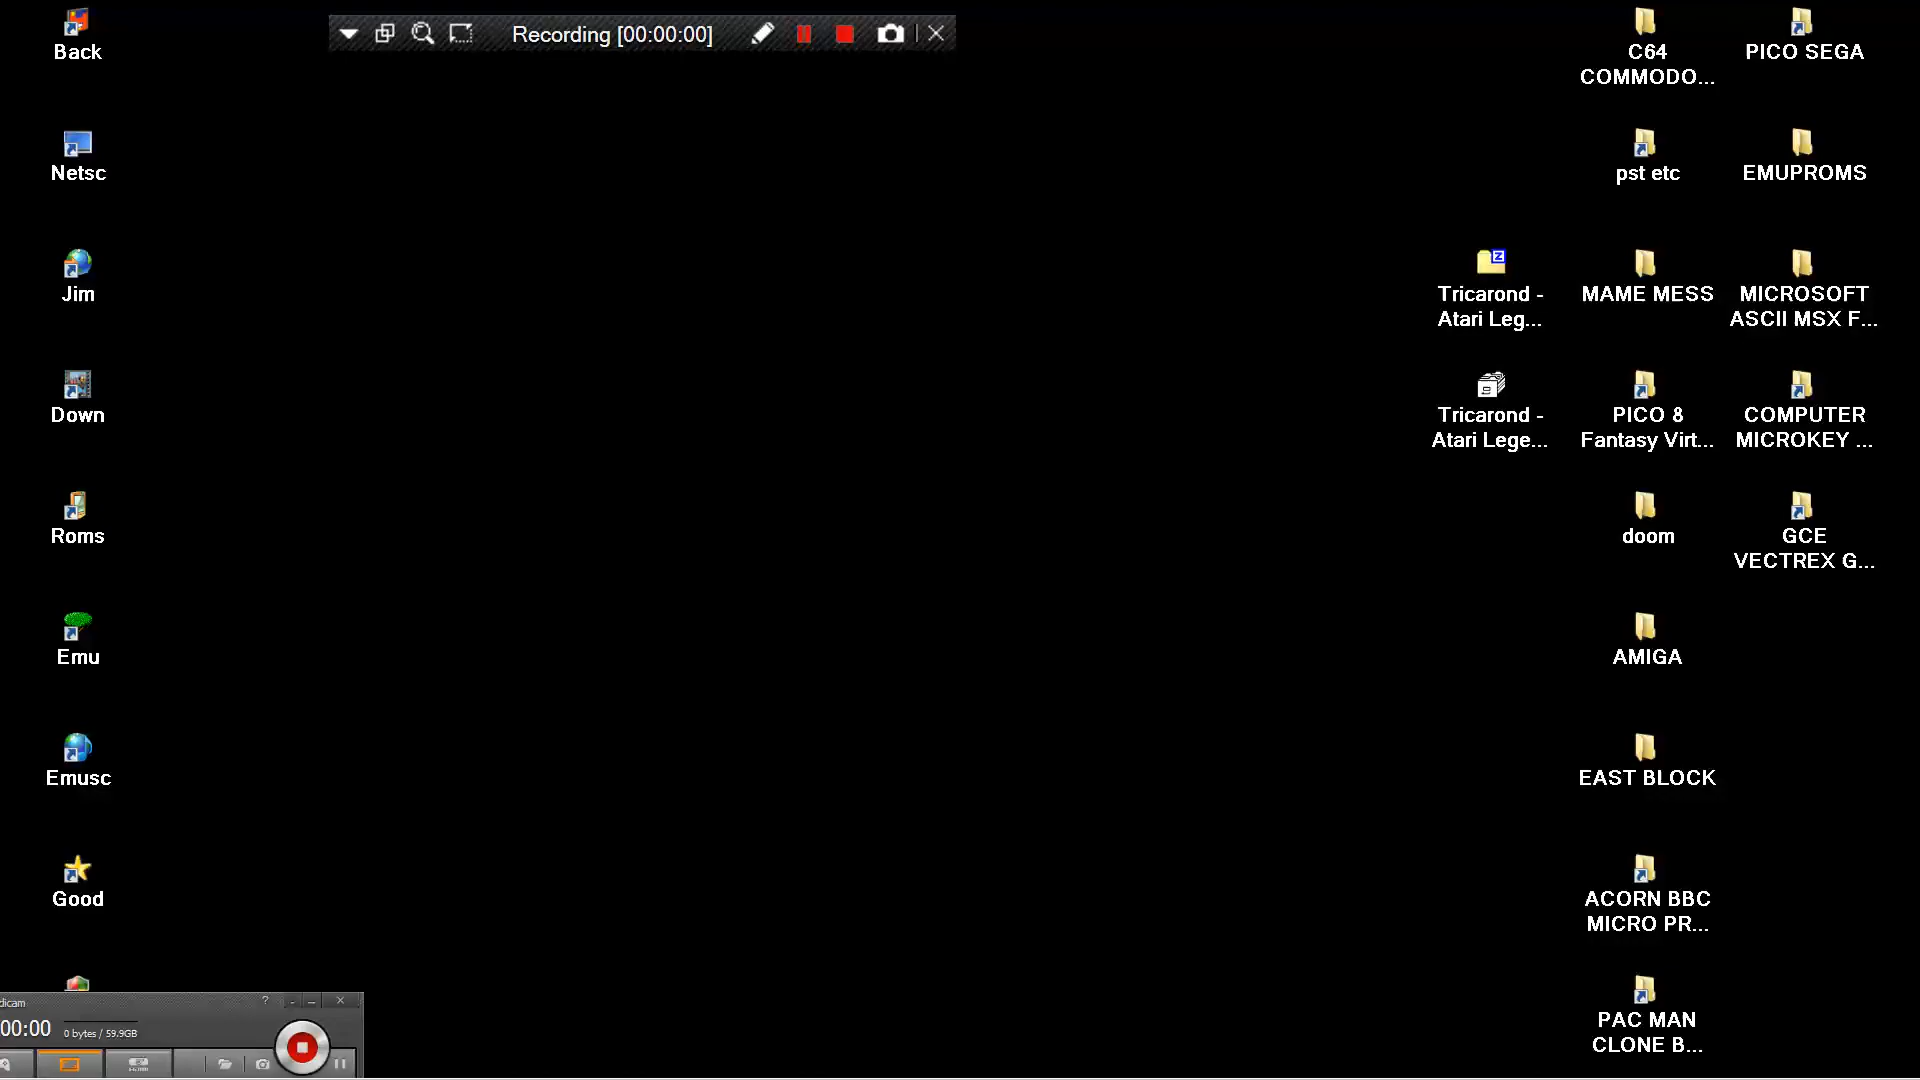 Back
Netsc
Jim
Down
Roms
Emu
Emusc
Good
Recording [00:00:00]
Tricarond -
Atari Leg...
Tricarond -
Atari Lege...
C64
COMMODO...
pst etc
MAME MESS
PICO 8
Fantasy Virt...
doom
AMIGA
EAST BLOCK
ACORN BBC
MICRO PR...
PAC MAN
CLONE B...
PICO SEGA
EMUPROMS
MICROSOFT
ASCII MSX F...
COMPUTER
MICROKEY ...
GCE
VECTREX G...
dicam
?
00:00
0 bytes / 59.9GB